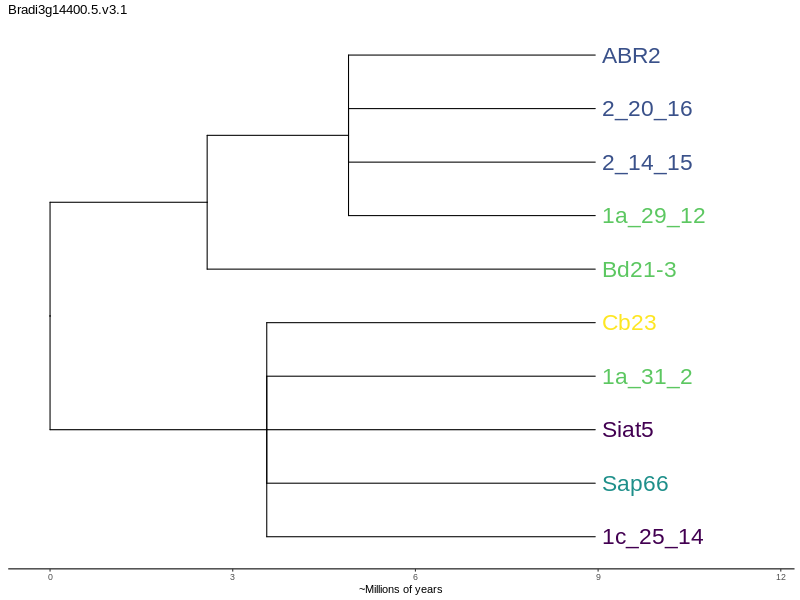 Bradi3g14400.5.v3.1
ABR2
2_20_16
2_14_15
1a_29_12
Bd21-3
Cb23
1a_31_2
Siat5
Sap66
1c_25_14
0 3 6 9 12
~Millions of years